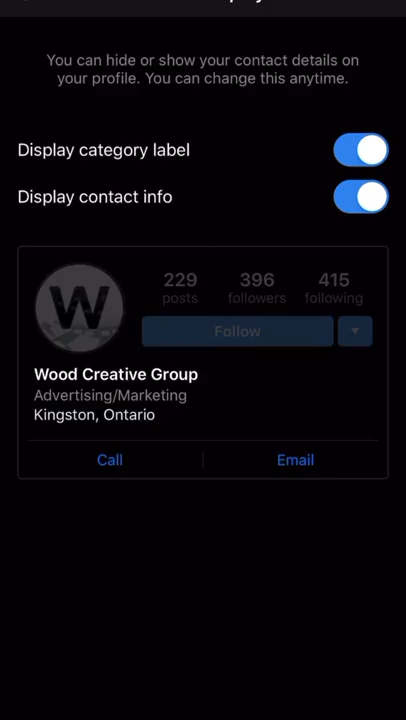 You can hide or show your contact details on
your profile. You can change this anytime.
Display category label
Display contact info
W
229 396 415
posts followers following
Follow
Wood Creative Group
Advertising/Marketing
Kingston, Ontario
Call Email